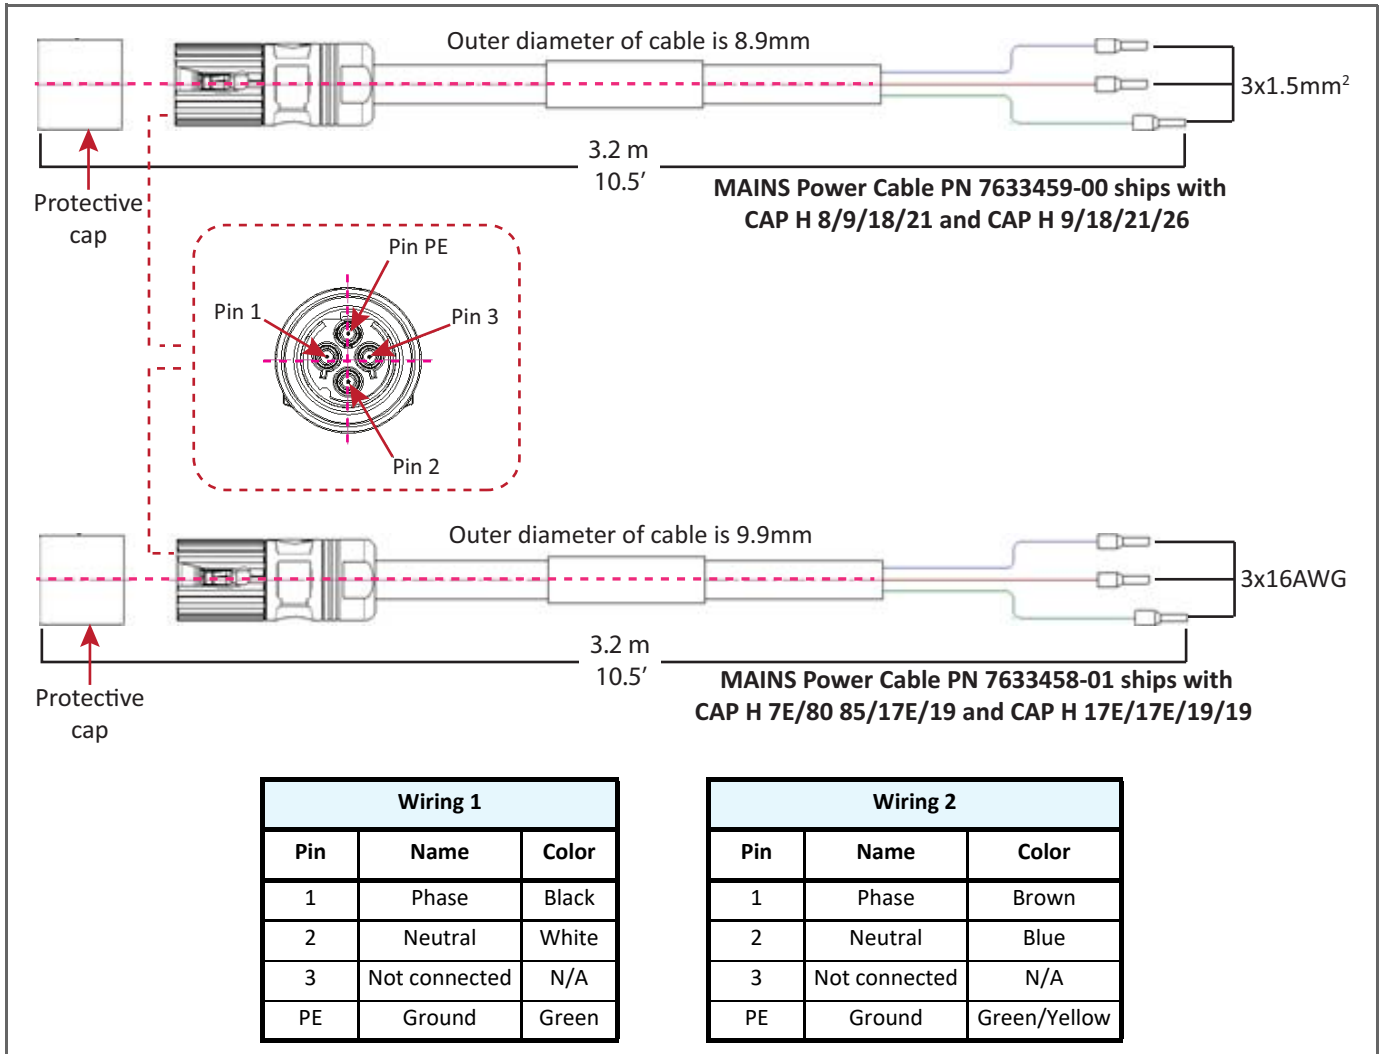 Outer diameter of cable is 8.9mm
3x1.5mm²
3.2 m
10.5′
Protective
cap
MAINS Power Cable PN 7633459-00 ships with
CAP H 8/9/18/21 and CAP H 9/18/21/26
Pin PE
Pin 1
Pin 3
Pin 2
Outer diameter of cable is 9.9mm
3x16AWG
3.2 m
10.5′
Protective
cap
MAINS Power Cable PN 7633458-01 ships with
CAP H 7E/80 85/17E/19 and CAP H 17E/17E/19/19
Wiring 1
Pin Name Color
1 Phase Black
2 Neutral White
3 Not connected N/A
PE Ground Green
Wiring 2
Pin Name Color
1 Phase Brown
2 Neutral Blue
3 Not connected N/A
PE Ground Green/Yellow